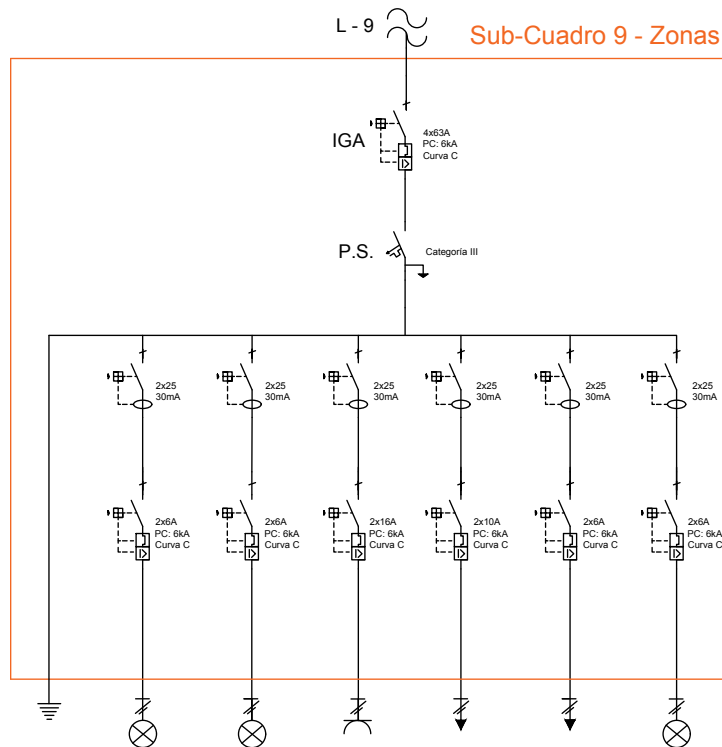 L - 9
Sub-Cuadro 9 - Zonas
IGA
4x63A
PC: 6kA
Curva C
P.S.
Categoría III
2x25
30mA
2x25
30mA
2x25
30mA
2x25
30mA
2x25
30mA
2x25
30mA
2x6A
PC: 6kA
Curva C
2x6A
PC: 6kA
Curva C
2x16A
PC: 6kA
Curva C
2x10A
PC: 6kA
Curva C
2x6A
PC: 6kA
Curva C
2x6A
PC: 6kA
Curva C